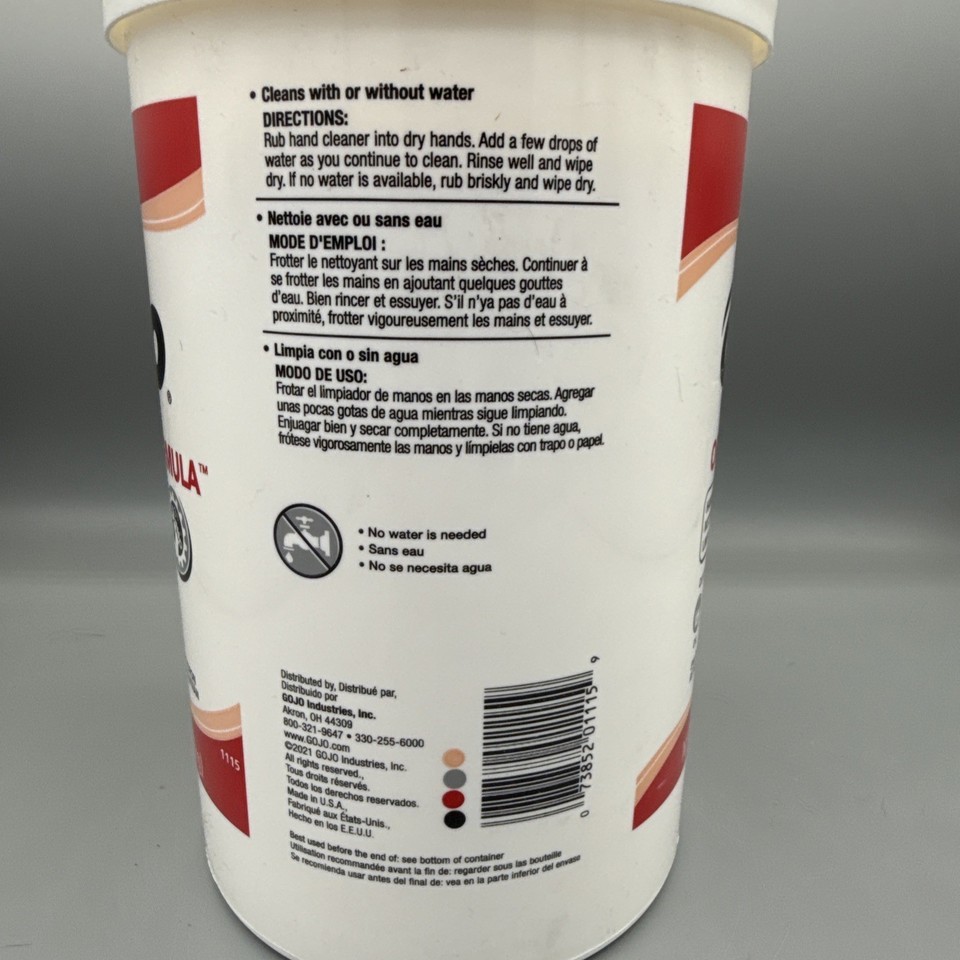 • Cleans with or without water
DIRECTIONS:
Rub hand cleaner into dry hands. Add a few drops of
water as you continue to clean. Rinse well and wipe
dry. If no water is available, rub briskly and wipe dry.
• Nettoie avec ou sans eau
MODE D'EMPLOI :
Frotter le nettoyant sur les mains sèches. Continuer à
se frotter les mains en ajoutant quelques gouttes
d'eau. Bien rincer et essuyer. S'il n'ya pas d'eau à
proximité, frotter vigoureusement les mains et essuyer.
• Limpia con o sin agua
MODO DE USO:
Frotar el limpiador de manos en las manos secas. Agregar
unas pocas gotas de agua mientras sigue limpiando.
Enjuagar bien y secar completamente. Si no tiene agua,
frótese vigorosamente las manos y límpielas con trapo o papel.
MULA™
• No water is needed
• Sans eau
• No se necesita agua
Distributed by, Distribué par,
Distribuido por
GOJO Industries, Inc.
Akron, OH 44309
800-321-9647 • 330-255-6000
www.GOJO.com
©2021 GOJO Industries, Inc.
All rights reserved.,
Tous droits réservés.
Todos los derechos reservados.
Made in U.S.A.,
Fabriqué aux États-Unis.,
Hecho en los E.E.U.U.
0 73852 01115 9
1115
Best used before the end of: see bottom of container
Utilisation recommandée avant la fin de: regarder sous las bouteille
Se recomienda usar antes del final de: vea en la parte inferior del envase